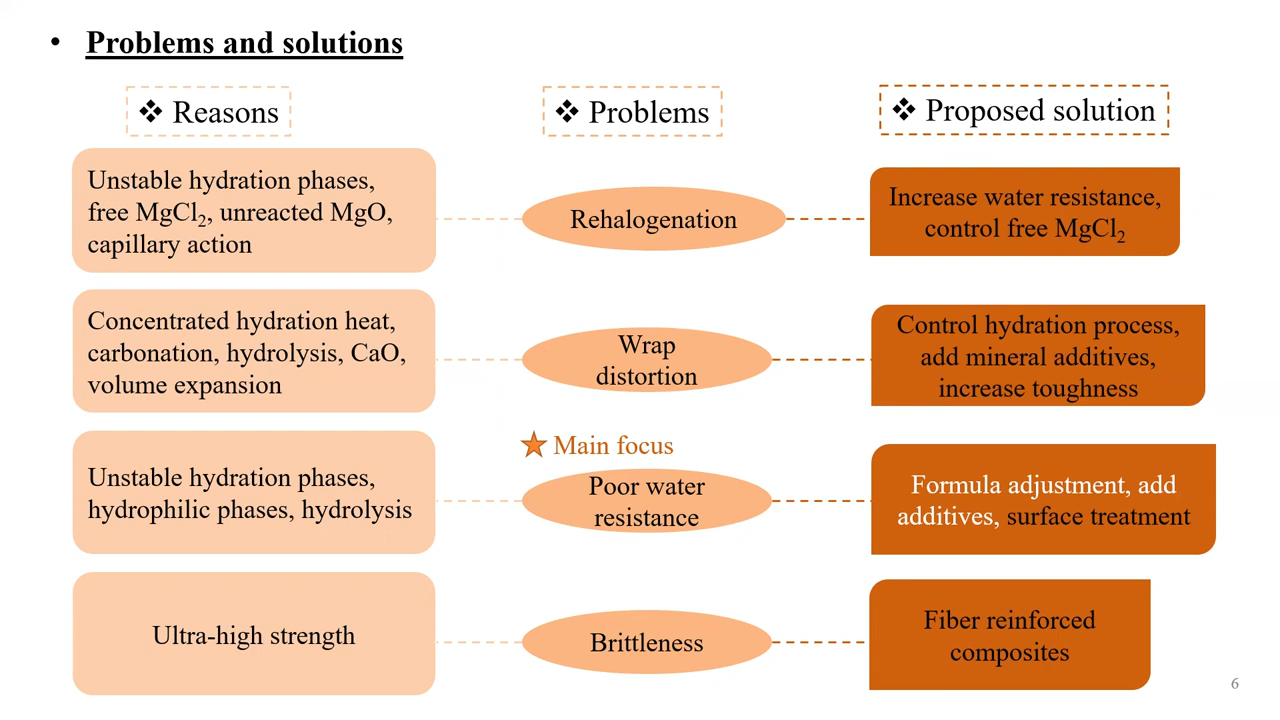 • Problems and solutions
❖ Reasons
❖ Problems
❖ Proposed solution
Unstable hydration phases,
free MgCl₂, unreacted MgO,
capillary action
Rehalogenation
Increase water resistance,
control free MgCl₂
Concentrated hydration heat,
carbonation, hydrolysis, CaO,
volume expansion
Wrap
distortion
Control hydration process,
add mineral additives,
increase toughness
Main focus
Unstable hydration phases,
hydrophilic phases, hydrolysis
Poor water
resistance
Formula adjustment, add
additives, surface treatment
Ultra-high strength
Brittleness
Fiber reinforced
composites
6